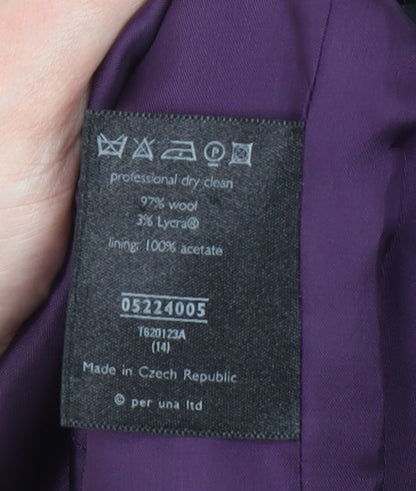 P
professional dry clean
97% wool
3% Lycra®
lining: 100% acetate
05224005
T620123A
(14)
Made in Czech Republic
© per una ltd